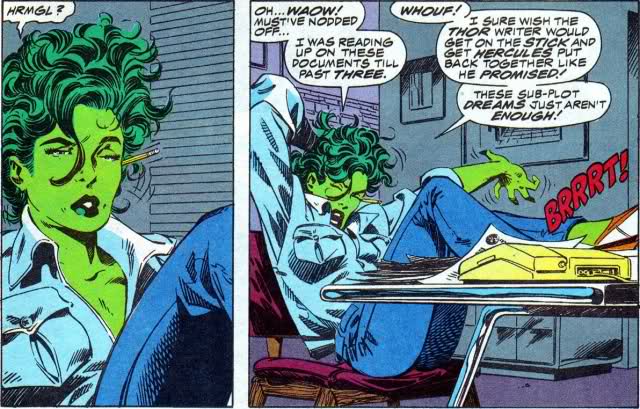 HRMGL?
OH... WAOW!
MUST'VE NODDED
OFF...
I WAS READING
UP ON THESE
DOCUMENTS TILL
PAST THREE.
WHOUF!
I SURE WISH THE
THOR WRITER WOULD
GET ON THE STICK AND
GET HERCULES PUT
BACK TOGETHER LIKE
HE PROMISED!
THESE SUB-PLOT
DREAMS JUST AREN'T
ENOUGH!
BRRRT!